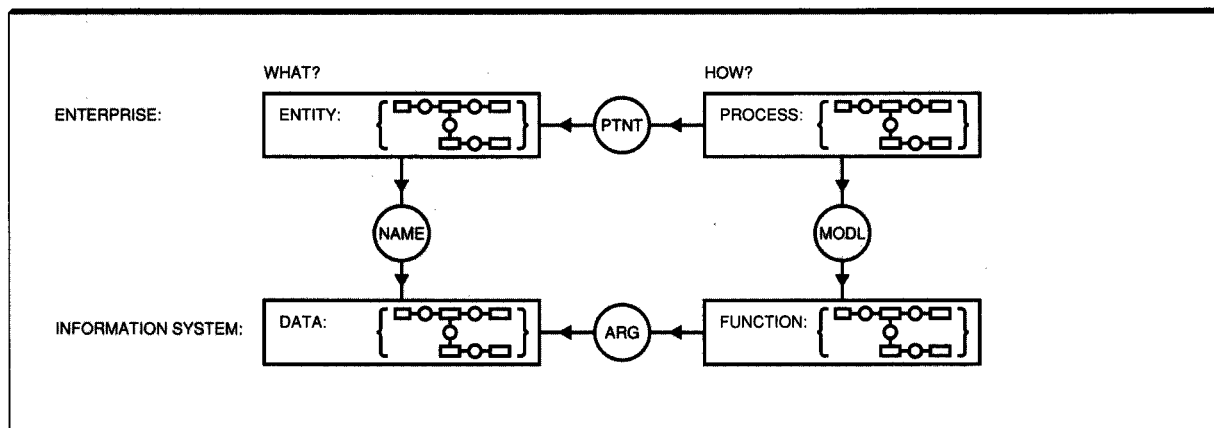 WHAT? HOW?
ENTERPRISE: ENTITY: PTNT PROCESS:
NAME MODL
INFORMATION SYSTEM: DATA: ARG FUNCTION: